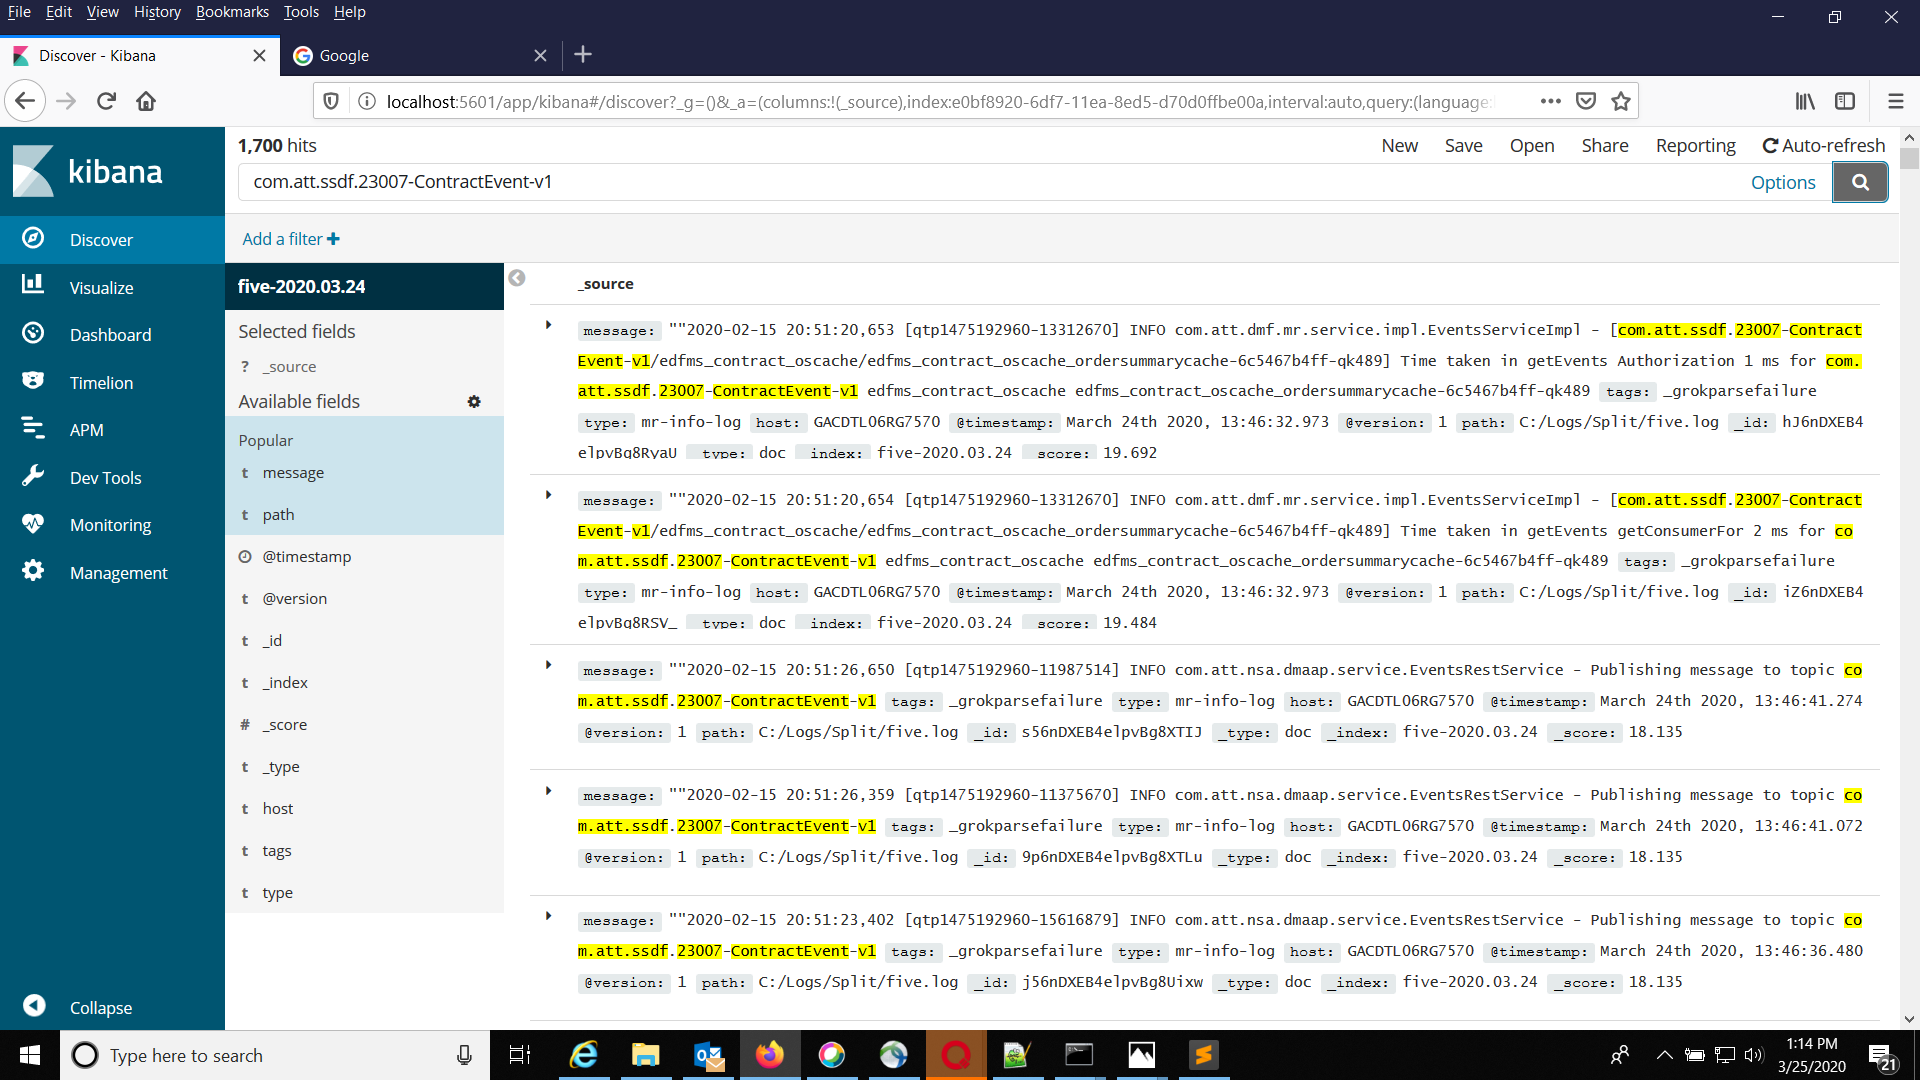 File Edit View History Bookmarks Tools Help
Discover - Kibana
Google
localhost:5601/app/kibana#/discover?_g=()&_a=(columns:!(_source),index:e0bf8920-6df7-11ea-8ed5-d70d0ffbe00a,interval:auto,query:(language:
kibana
1,700 hits
New Save Open Share Reporting Auto-refresh
com.att.ssdf.23007-ContractEvent-v1
Options
Discover
Visualize
Dashboard
Timelion
APM
Dev Tools
Monitoring
Management
Collapse
Add a filter +
five-2020.03.24
Selected fields
? _source
Available fields
Popular
t message
t path
@timestamp
t @version
t _id
t _index
# _score
t _type
t host
t tags
t type
_source
message: ""2020-02-15 20:51:20,653 [qtp1475192960-13312670] INFO com.att.dmf.mr.service.impl.EventsServiceImpl - [com.att.ssdf.23007-Contract
Event-v1/edfms_contract_oscache/edfms_contract_oscache_ordersummarycache-6c5467b4ff-qk489] Time taken in getEvents Authorization 1 ms for com.
att.ssdf.23007-ContractEvent-v1 edfms_contract_oscache edfms_contract_oscache_ordersummarycache-6c5467b4ff-qk489 tags: _grokparsefailure
type: mr-info-log host: GACDTL06RG7570 @timestamp: March 24th 2020, 13:46:32.973 @version: 1 path: C:/Logs/Split/five.log _id: hJ6nDXEB4
elpvBg8RyaU _type: doc _index: five-2020.03.24 _score: 19.692
message: ""2020-02-15 20:51:20,654 [qtp1475192960-13312670] INFO com.att.dmf.mr.service.impl.EventsServiceImpl - [com.att.ssdf.23007-Contract
Event-v1/edfms_contract_oscache/edfms_contract_oscache_ordersummarycache-6c5467b4ff-qk489] Time taken in getEvents getConsumerFor 2 ms for co
m.att.ssdf.23007-ContractEvent-v1 edfms_contract_oscache edfms_contract_oscache_ordersummarycache-6c5467b4ff-qk489 tags: _grokparsefailure
type: mr-info-log host: GACDTL06RG7570 @timestamp: March 24th 2020, 13:46:32.973 @version: 1 path: C:/Logs/Split/five.log _id: iZ6nDXEB4
elpvBg8RSV_ _type: doc _index: five-2020.03.24 _score: 19.484
message: ""2020-02-15 20:51:26,650 [qtp1475192960-11987514] INFO com.att.nsa.dmaap.service.EventsRestService - Publishing message to topic co
m.att.ssdf.23007-ContractEvent-v1 tags: _grokparsefailure type: mr-info-log host: GACDTL06RG7570 @timestamp: March 24th 2020, 13:46:41.274
@version: 1 path: C:/Logs/Split/five.log _id: s56nDXEB4elpvBg8XTIJ _type: doc _index: five-2020.03.24 _score: 18.135
message: ""2020-02-15 20:51:26,359 [qtp1475192960-11375670] INFO com.att.nsa.dmaap.service.EventsRestService - Publishing message to topic co
m.att.ssdf.23007-ContractEvent-v1 tags: _grokparsefailure type: mr-info-log host: GACDTL06RG7570 @timestamp: March 24th 2020, 13:46:41.072
@version: 1 path: C:/Logs/Split/five.log _id: 9p6nDXEB4elpvBg8XTLu _type: doc _index: five-2020.03.24 _score: 18.135
message: ""2020-02-15 20:51:23,402 [qtp1475192960-15616879] INFO com.att.nsa.dmaap.service.EventsRestService - Publishing message to topic co
m.att.ssdf.23007-ContractEvent-v1 tags: _grokparsefailure type: mr-info-log host: GACDTL06RG7570 @timestamp: March 24th 2020, 13:46:36.480
@version: 1 path: C:/Logs/Split/five.log _id: j56nDXEB4elpvBg8Uixw _type: doc _index: five-2020.03.24 _score: 18.135
Type here to search
1:14 PM
3/25/2020
21